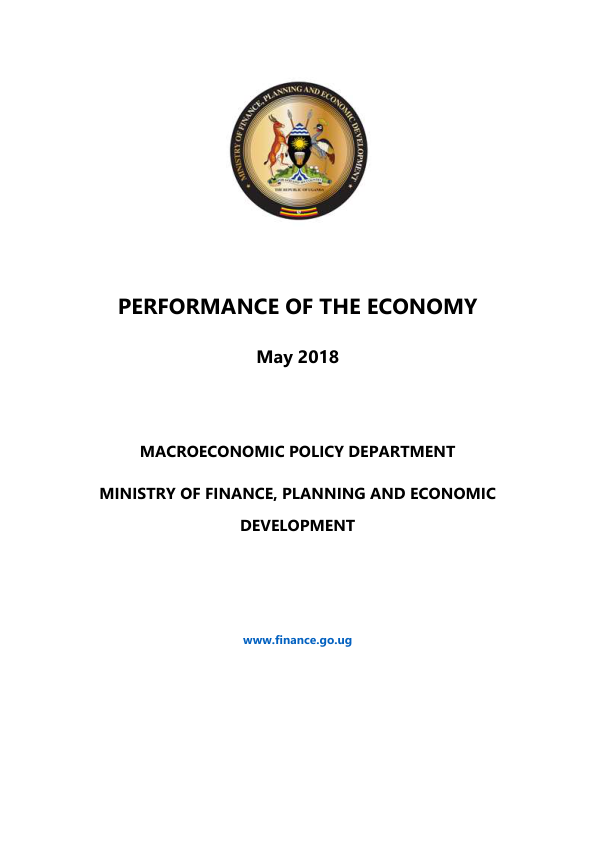 MINISTRY OF FINANCE, PLANNING AND ECONOMIC DEVELOPMENT
THE REPUBLIC OF UGANDA
PERFORMANCE OF THE ECONOMY
May 2018
MACROECONOMIC POLICY DEPARTMENT
MINISTRY OF FINANCE, PLANNING AND ECONOMIC
DEVELOPMENT
www.finance.go.ug